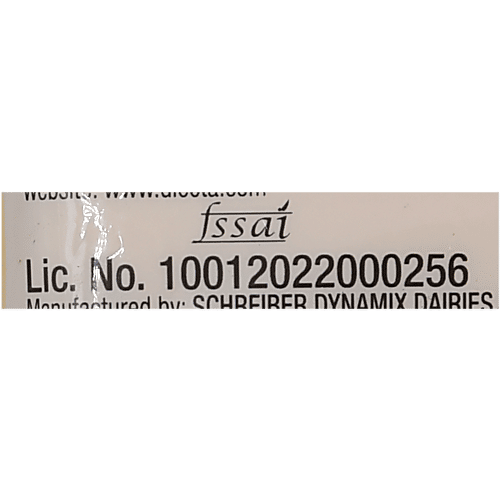 fssai
Lic. No. 10012022000256
Manufactured by: SCHREIBER DYNAMIX DAIRIES